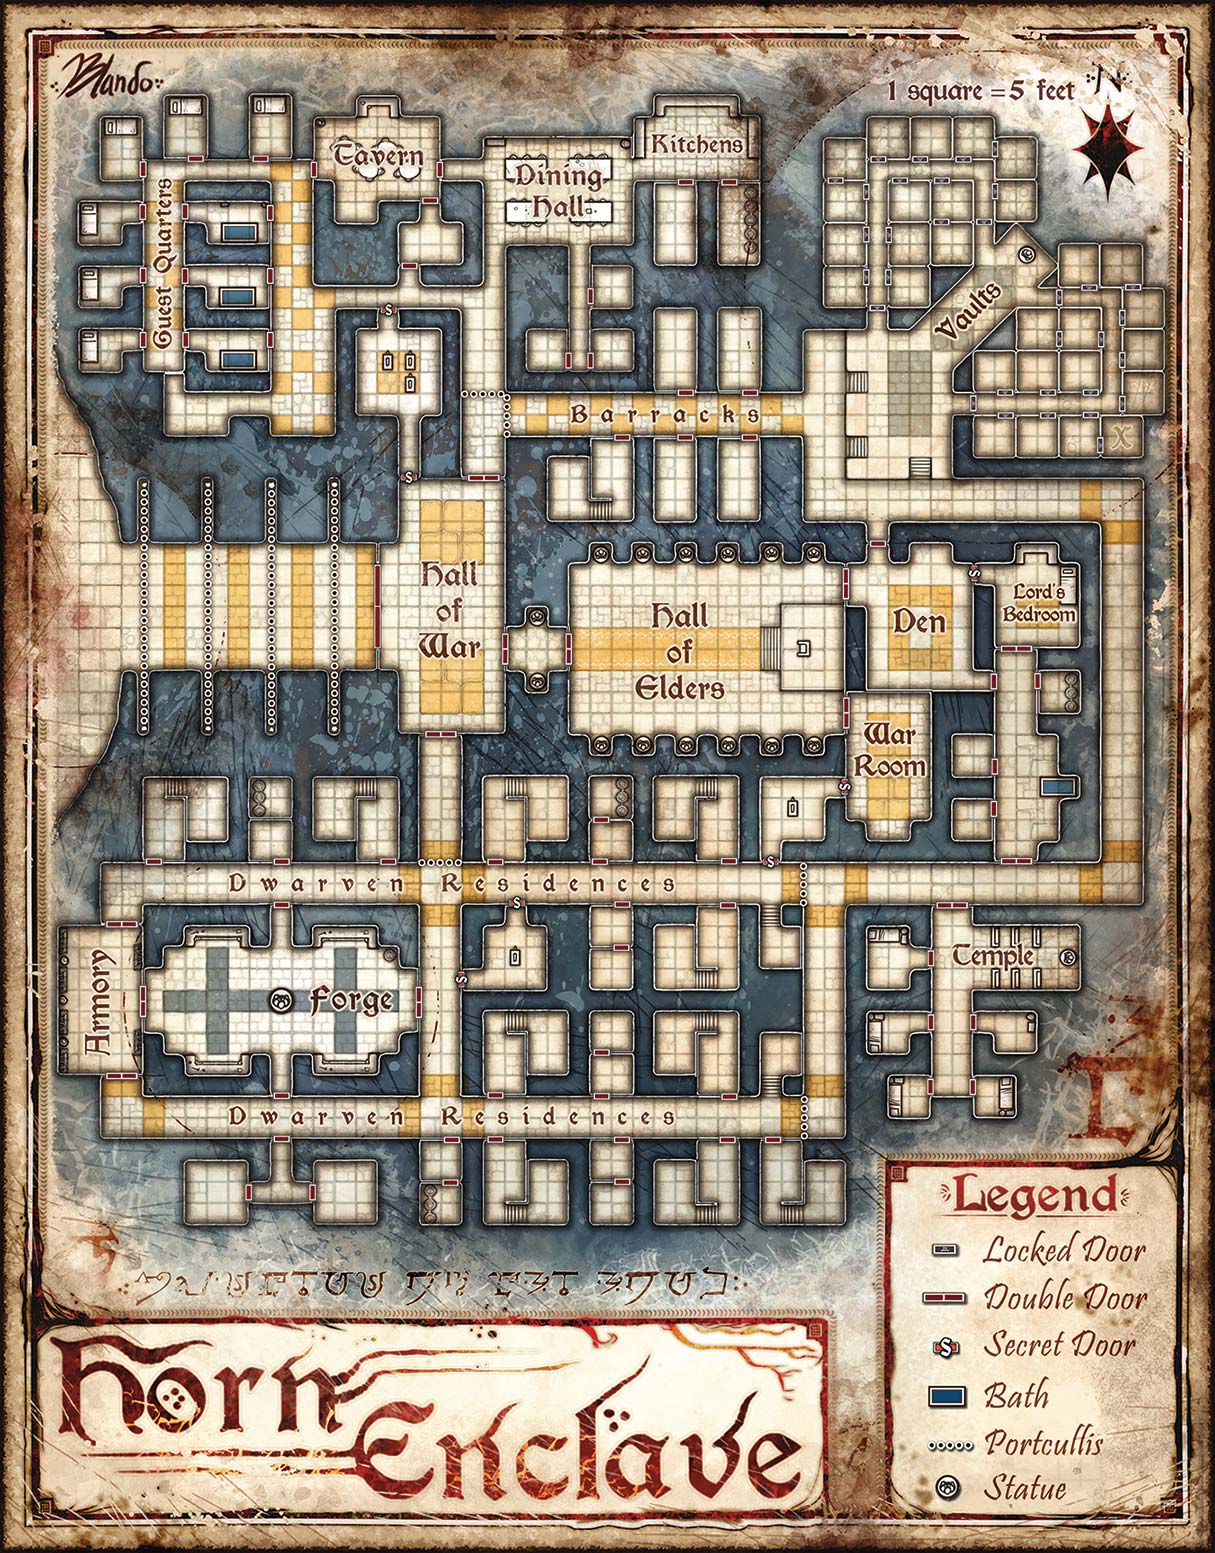 Blando
1 square = 5 feet
N
Tavern
Kitchens
Dining
Hall
Guest Quarters
Vaults
Barracks
S
S
Hall
of
War
Hall
of
Elders
Den
S
Lord's
Bedroom
War
Room
S
S
Dwarven Residences
S
S
Armory
Forge
Temple
Dwarven Residences
Legend
Locked Door
Double Door
S
Secret Door
Bath
Portcullis
Statue
Horn
Enclave